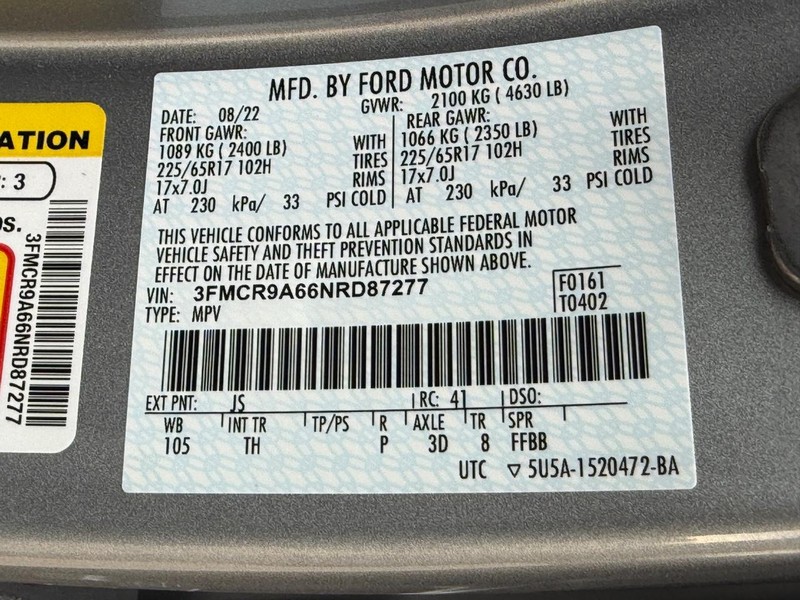 ATION
: 3
os.
3FMCR9A66NRD87277
MFD. BY FORD MOTOR CO.
DATE: 08/22 GVWR: 2100 KG ( 4630 LB)
FRONT GAWR: REAR GAWR:
1089 KG ( 2400 LB) WITH 1066 KG ( 2350 LB) WITH
225/65R17 102H TIRES 225/65R17 102H TIRES
17x7.0J RIMS 17x7.0J RIMS
AT 230 kPa/ 33 PSI COLD AT 230 kPa/ 33 PSI COLD
THIS VEHICLE CONFORMS TO ALL APPLICABLE FEDERAL MOTOR
VEHICLE SAFETY AND THEFT PREVENTION STANDARDS IN
EFFECT ON THE DATE OF MANUFACTURE SHOWN ABOVE.
VIN: 3FMCR9A66NRD87277 F0161
TYPE: MPV T0402
EXT PNT: JS RC: 41 DSO:
WB INT TR TP/PS R AXLE TR SPR
105 TH P 3D 8 FFBB
UTC ▽ 5U5A-1520472-BA